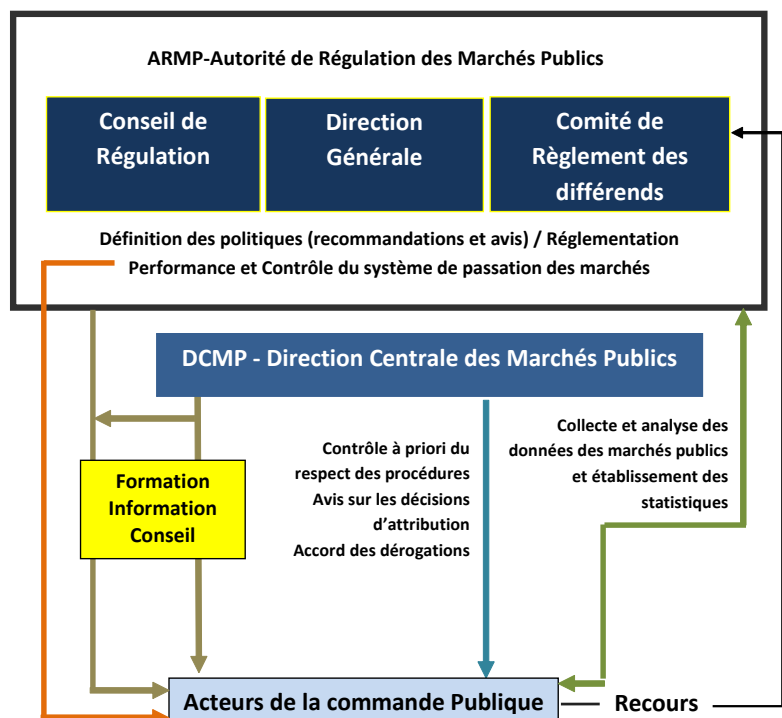 ARMP-Autorité de Régulation des Marchés Publics
Conseil de
Régulation
Direction
Générale
Comité de
Règlement des
différends
Définition des politiques (recommandations et avis) / Réglementation
Performance et Contrôle du système de passation des marchés
DCMP - Direction Centrale des Marchés Publics
Formation
Information
Conseil
Contrôle à priori du
respect des procédures
Avis sur les décisions
d'attribution
Accord des dérogations
Collecte et analyse des
données des marchés publics
et établissement des
statistiques
Acteurs de la commande Publique
Recours